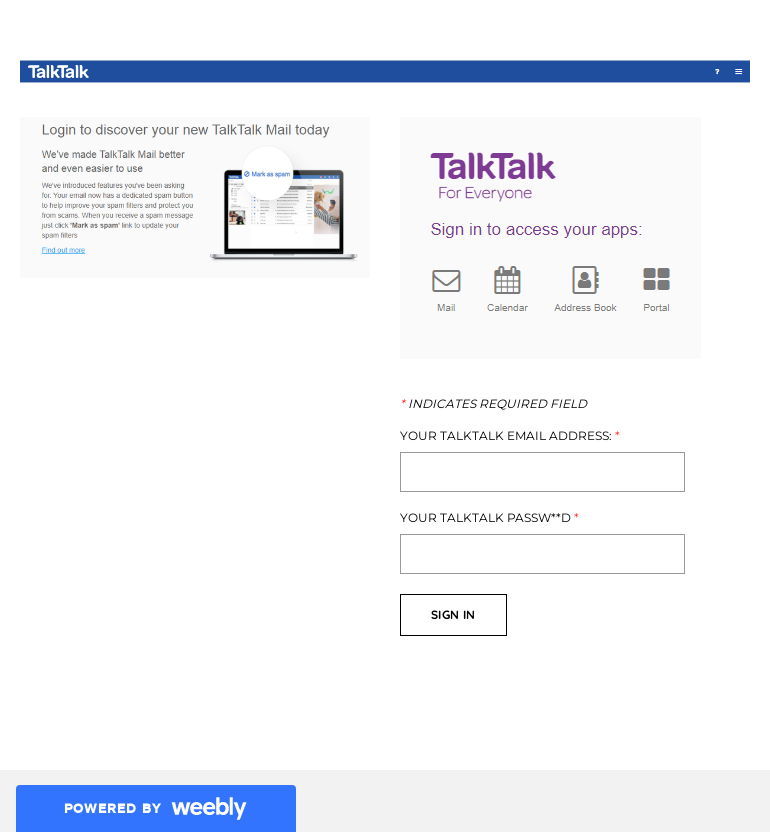 TalkTalk
?
Login to discover your new TalkTalk Mail today
We've made TalkTalk Mail better
and even easier to use
We've introduced features you've been asking
for. Your email now has a dedicated spam button
to help improve your spam filters and protect you
from scams. When you receive a spam message
just click 'Mark as spam' link to update your
spam filters
Find out more
Mark as spam
TalkTalk
For Everyone
Sign in to access your apps:
Mail
Calendar
Address Book
Portal
* INDICATES REQUIRED FIELD
YOUR TALKTALK EMAIL ADDRESS: *
YOUR TALKTALK PASSW**D *
SIGN IN
POWERED BY weebly